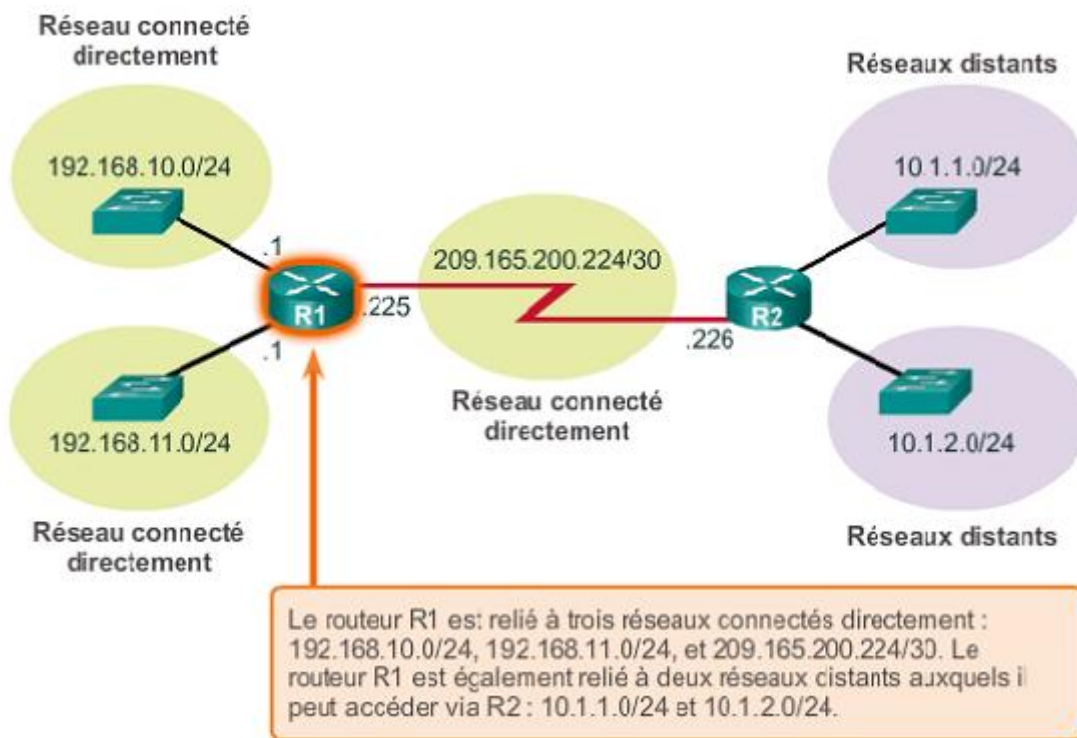 Réseau connecté
directement
Réseaux distants
192.168.10.0/24
10.1.1.0/24
.1
209.165.200.224/30
R1
.225
R2
.226
.1
192.168.11.0/24
Réseau connecté
directement
10.1.2.0/24
Réseau connecté
directement
Réseaux distants
Le routeur R1 est relié à trois réseaux connectés directement :
192.168.10.0/24, 192.168.11.0/24, et 209.165.200.224/30. Le
routeur R1 est également relié à deux réseaux distants auxquels il
peut accéder via R2 : 10.1.1.0/24 et 10.1.2.0/24.